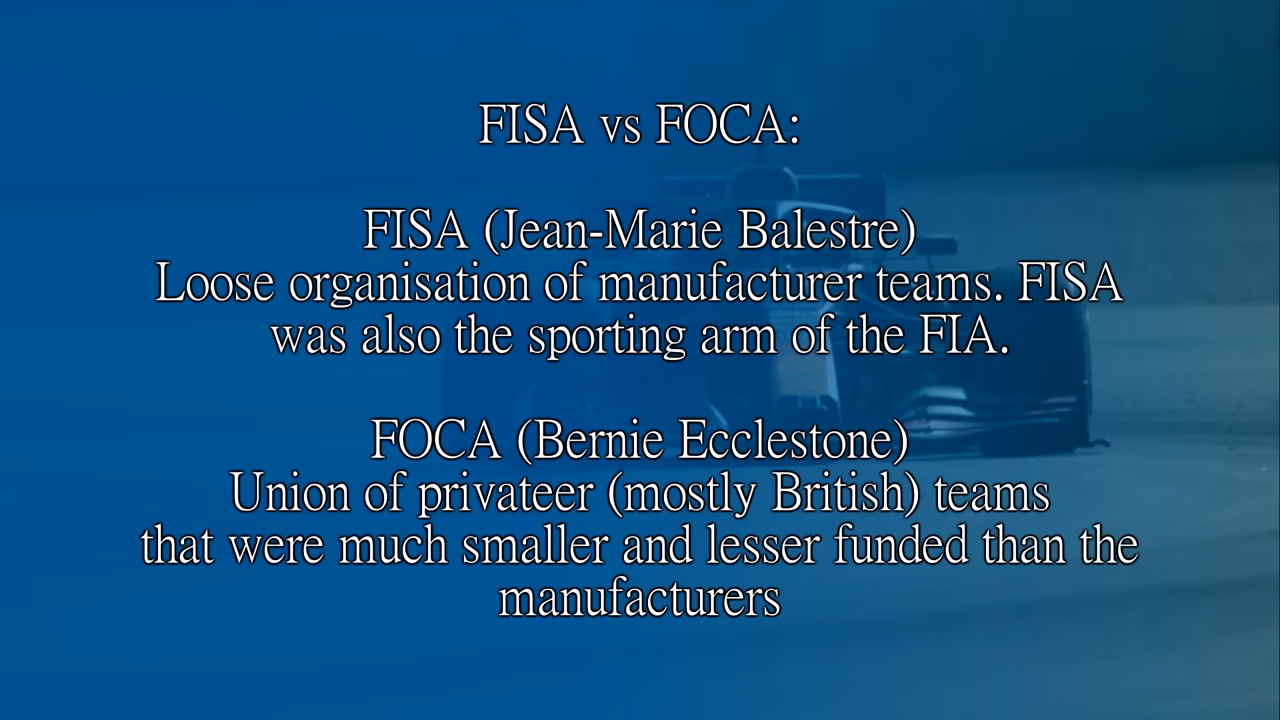 FISA vs FOCA:
FISA (Jean-Marie Balestre)
Loose organisation of manufacturer teams. FISA
was also the sporting arm of the FIA.
FOCA (Bernie Ecclestone)
Union of privateer (mostly British) teams
that were much smaller and lesser funded than the
manufacturers